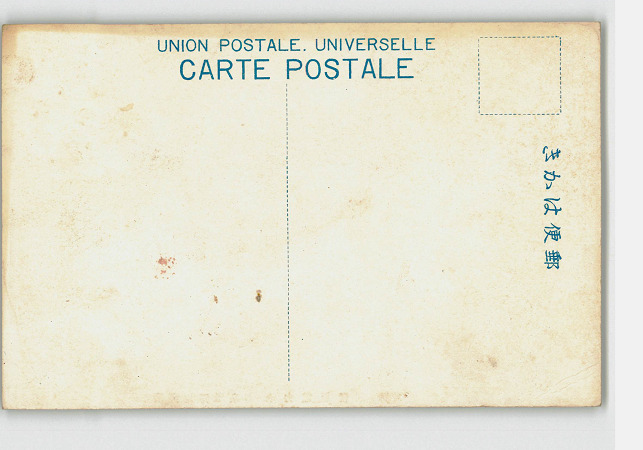 UNION POSTALE. UNIVERSELLE
CARTE POSTALE
郵便はかき